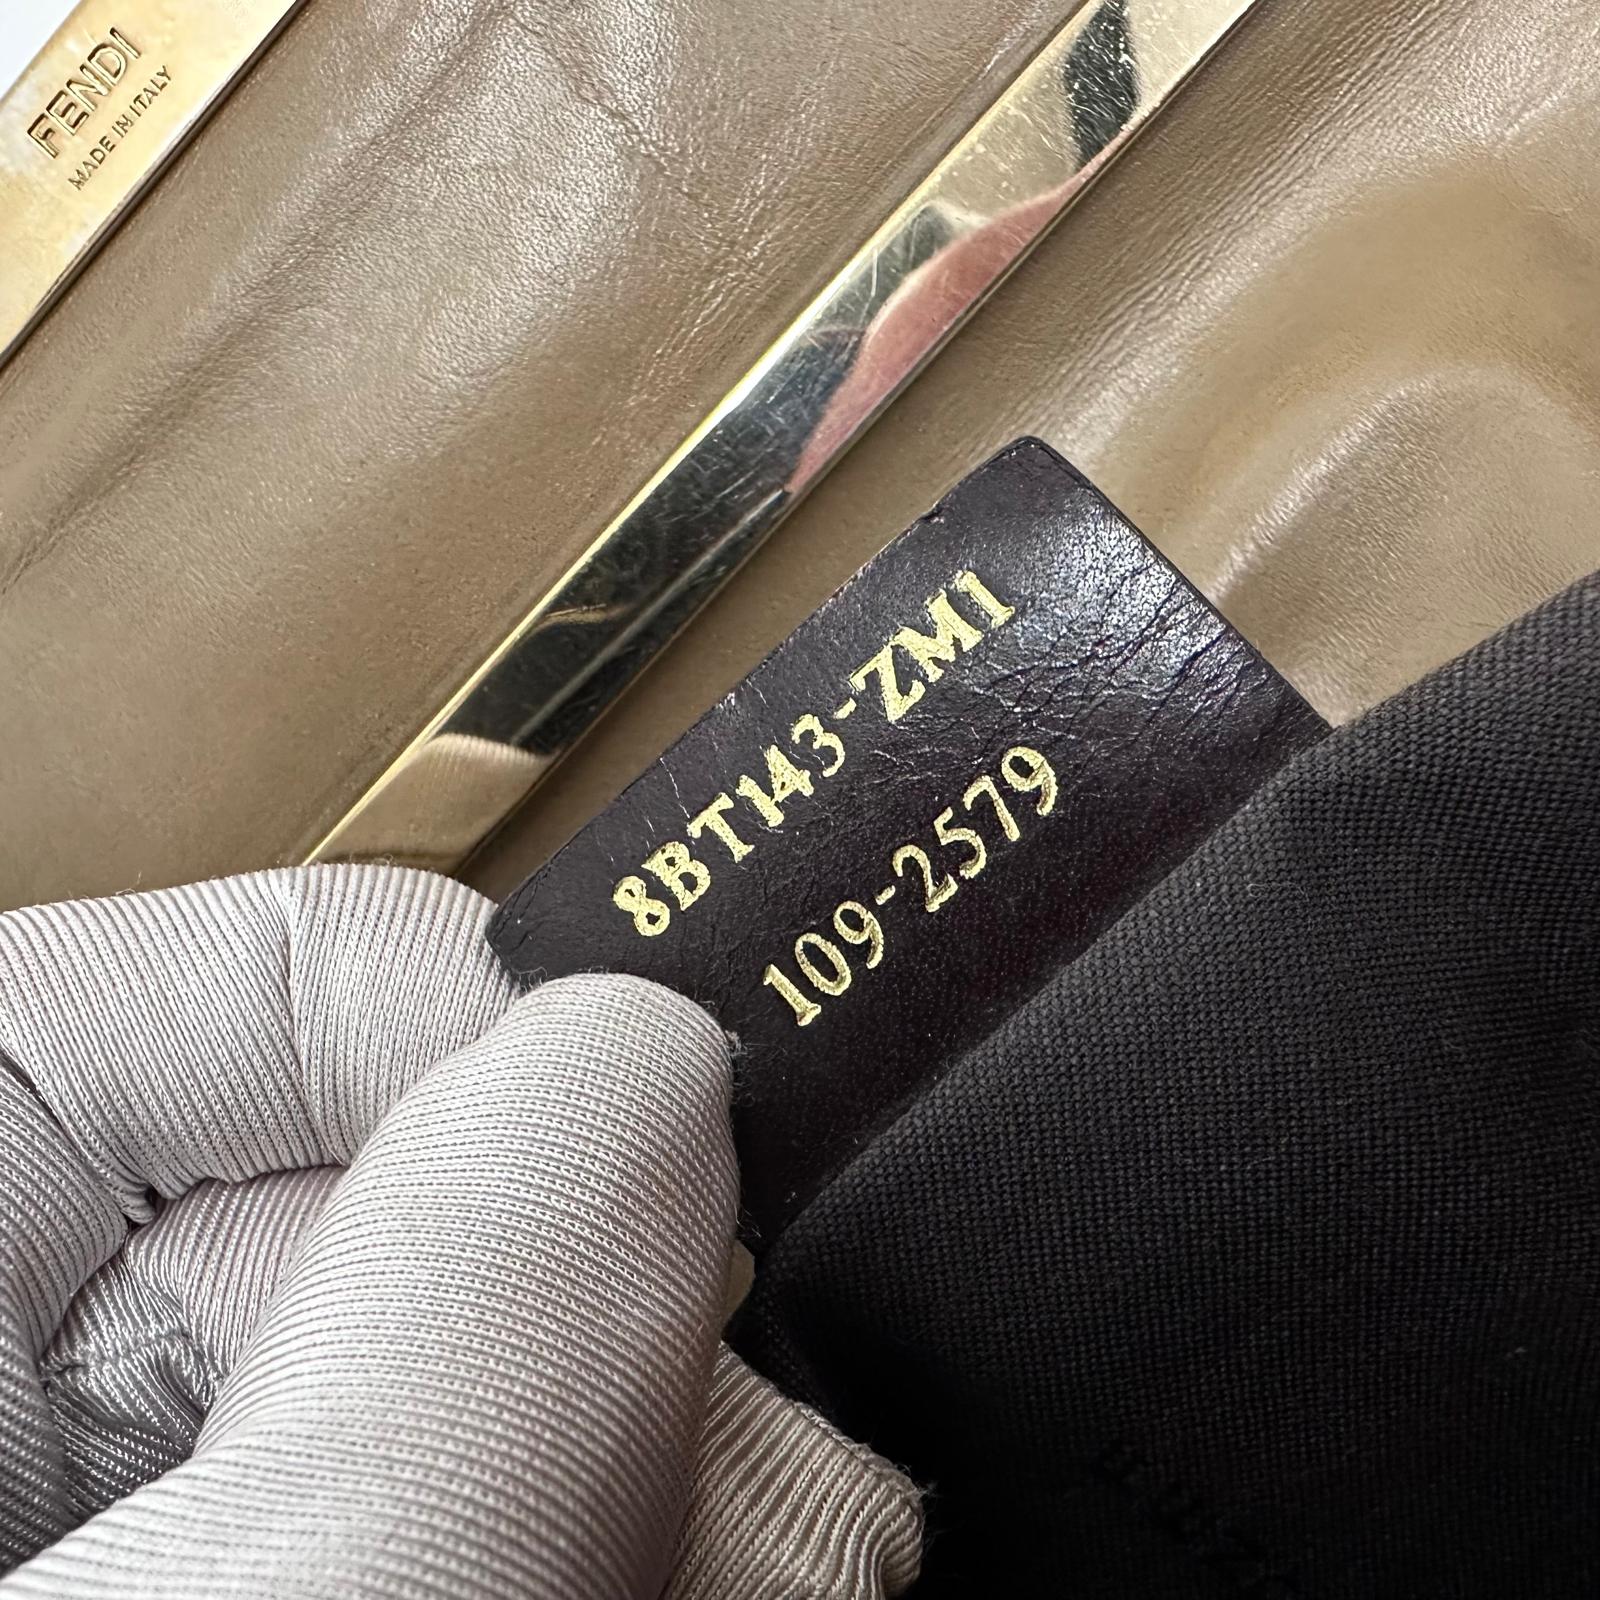 FENDI
MADE IN ITALY
8BT143-ZM1
109-2579